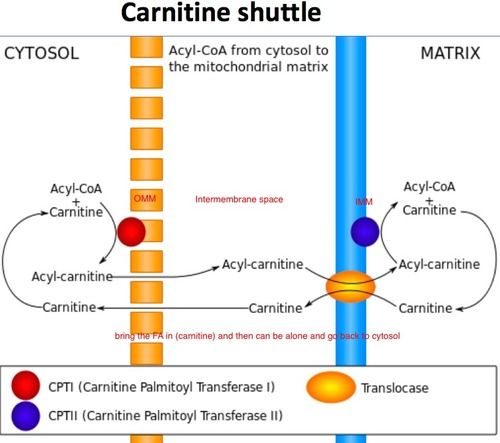 Carnitine shuttle
CYTOSOL
Acyl-CoA from cytosol to
the mitochondrial matrix
MATRIX
Acyl-CoA
+
Carnitine
OMM
Intermembrane space
IMM
Acyl-CoA
+
Carnitine
Acyl-carnitine
Acyl-carnitine
Acyl-carnitine
Carnitine
Carnitine
Carnitine
bring the FA in (carnitine) and then can be alone and go back to cytosol
CPTI (Carnitine Palmitoyl Transferase I)
Translocase
CPTII (Carnitine Palmitoyl Transferase II)